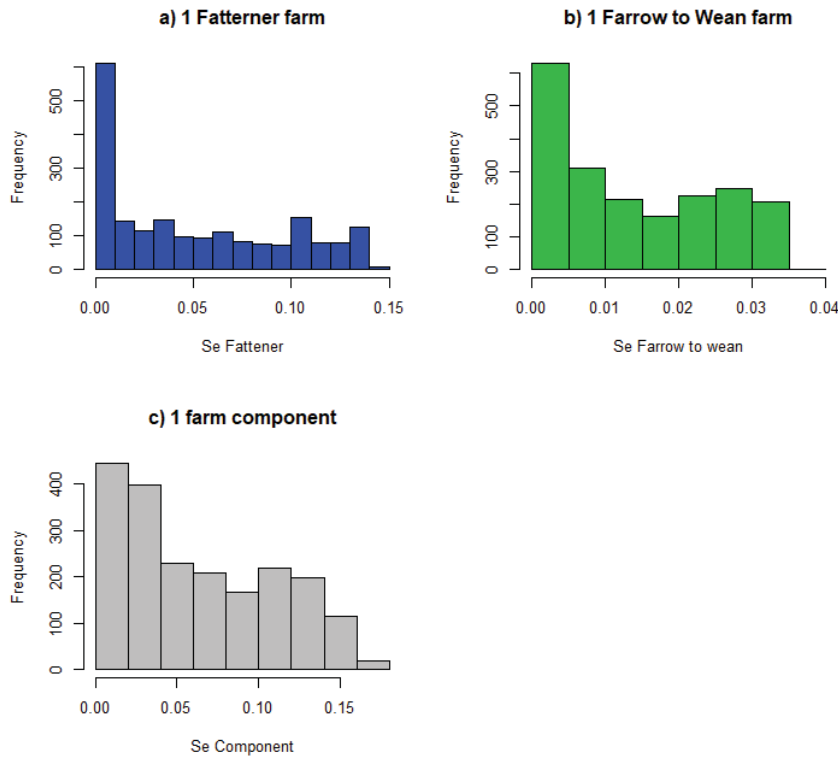 a) 1 Fatterner farm
Frequency
0 100 300 500
0.00 0.05 0.10 0.15
Se Fattener
b) 1 Farrow to Wean farm
Frequency
0 100 300 500
0.00 0.01 0.02 0.03 0.04
Se Farrow to wean
c) 1 farm component
Frequency
0 100 200 300 400
0.00 0.05 0.10 0.15
Se Component